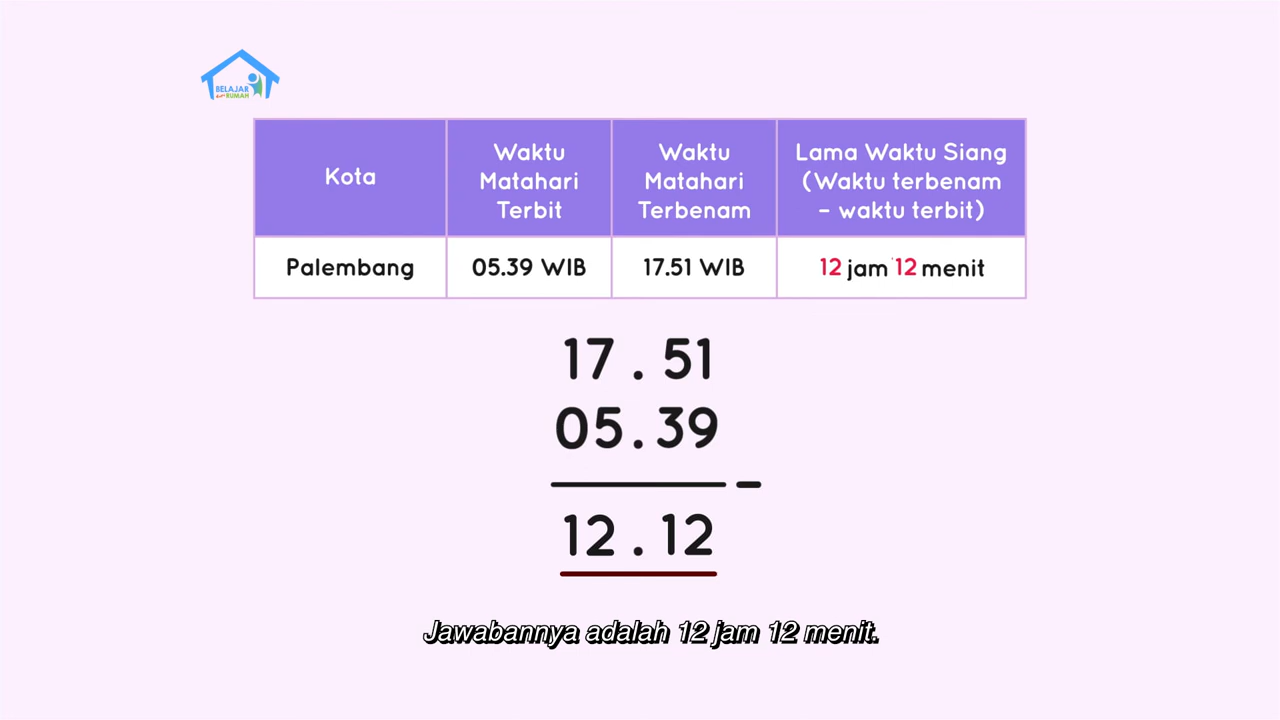 BELAJAR
dari RUMAH
Kota
Waktu
Matahari
Terbit
Waktu
Matahari
Terbenam
Lama Waktu Siang
(Waktu terbenam
– waktu terbit)
Palembang
05.39 WIB
17.51 WIB
12 jam 12 menit
17 . 51
05 . 39
–
12 . 12
Jawabannya adalah 12 jam 12 menit.